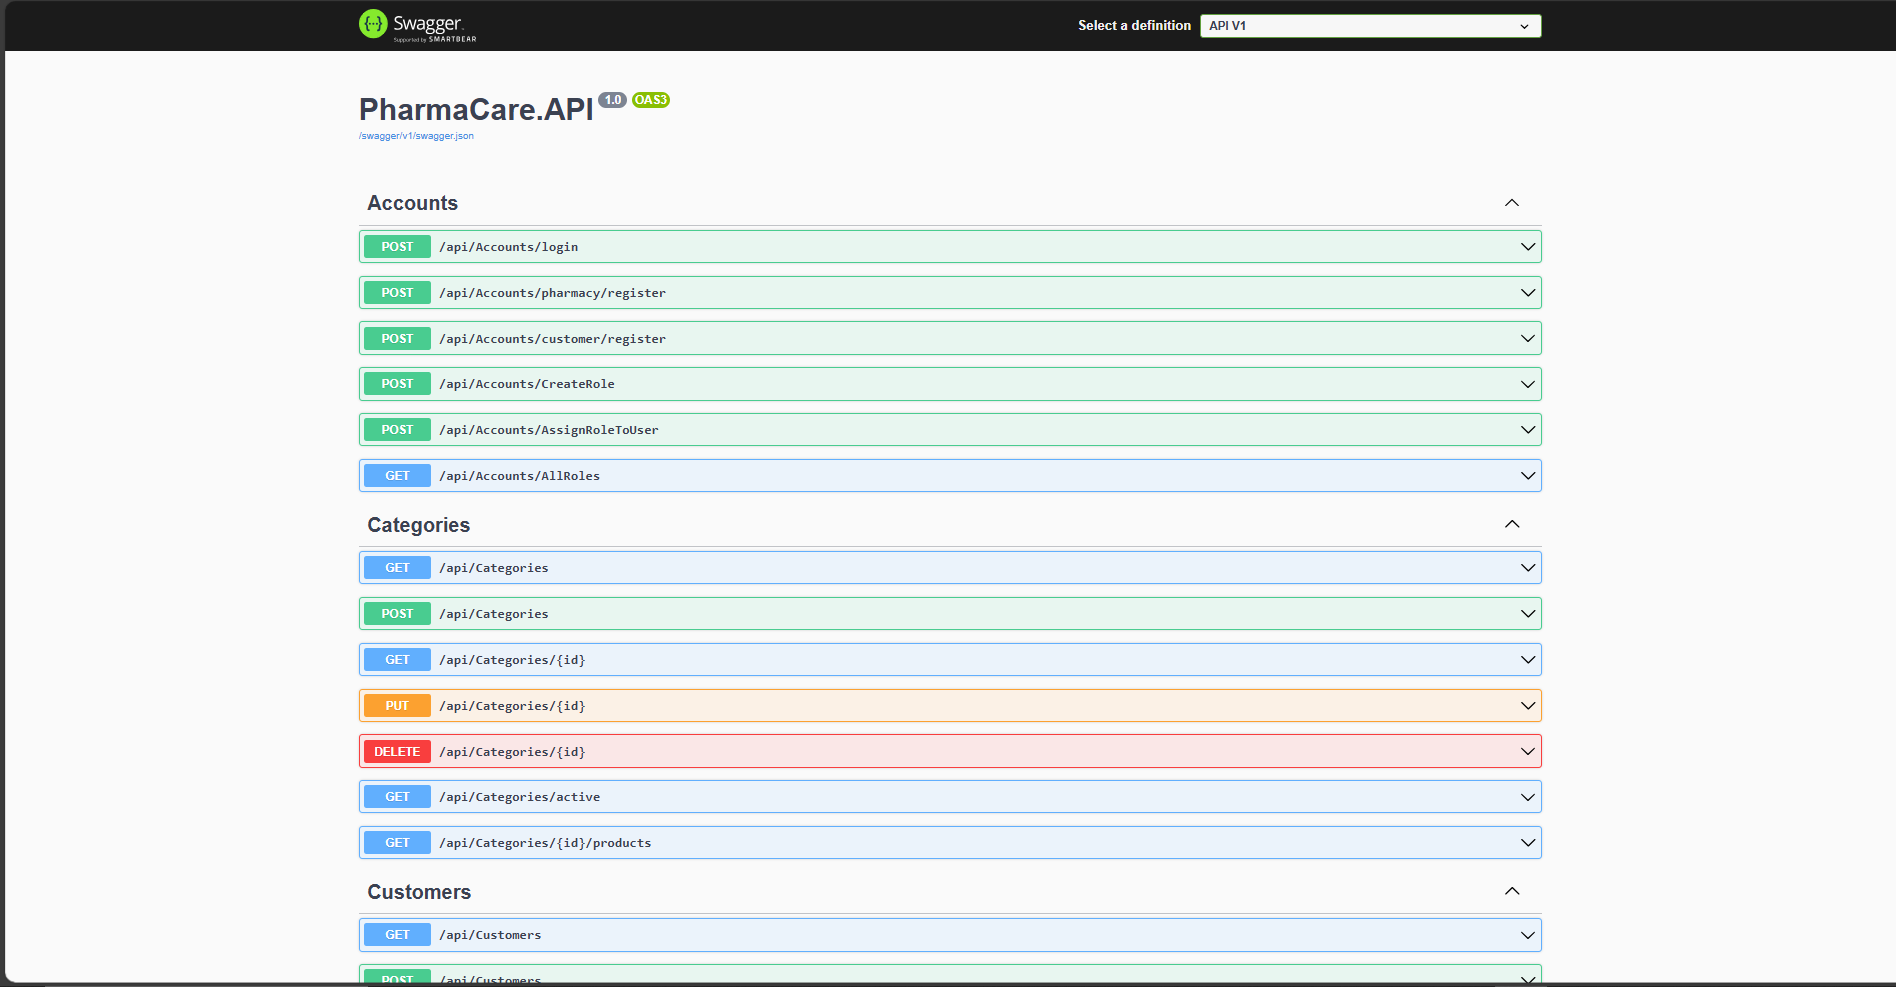 Swagger.
Supported by SMARTBEAR
Select a definition
API V1
PharmaCare.API 1.0 OAS3
/swagger/v1/swagger.json
Accounts
POST /api/Accounts/login
POST /api/Accounts/pharmacy/register
POST /api/Accounts/customer/register
POST /api/Accounts/CreateRole
POST /api/Accounts/AssignRoleToUser
GET /api/Accounts/AllRoles
Categories
GET /api/Categories
POST /api/Categories
GET /api/Categories/{id}
PUT /api/Categories/{id}
DELETE /api/Categories/{id}
GET /api/Categories/active
GET /api/Categories/{id}/products
Customers
GET /api/Customers
POST /api/Customers